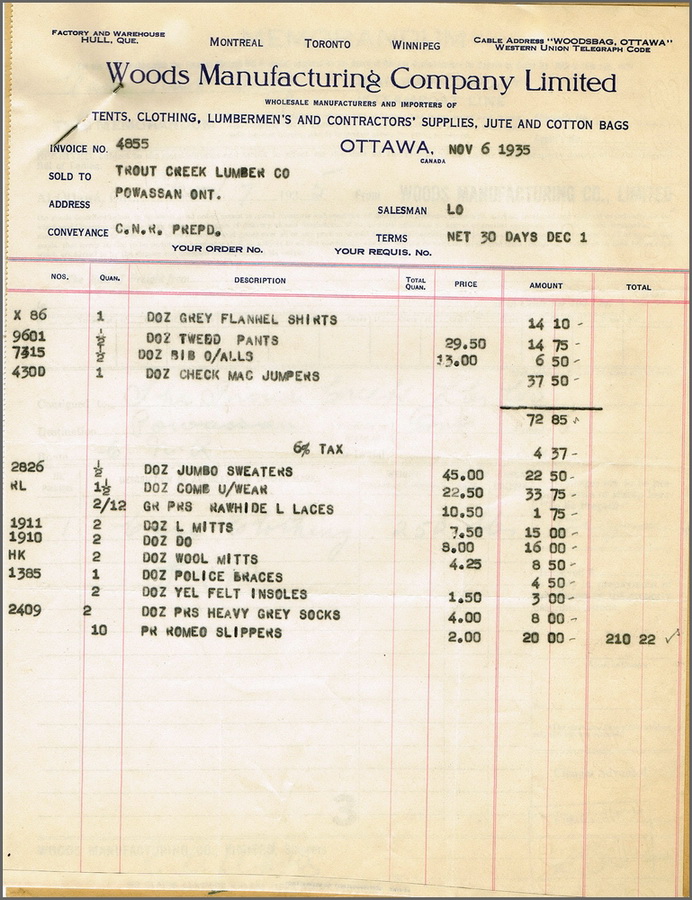 FACTORY AND WAREHOUSE
HULL, QUE.
MONTREAL TORONTO WINNIPEG
CABLE ADDRESS "WOODSBAG, OTTAWA"
WESTERN UNION TELEGRAPH CODE
Woods Manufacturing Company Limited
WHOLESALE MANUFACTURERS AND IMPORTERS OF
TENTS, CLOTHING, LUMBERMEN'S AND CONTRACTORS' SUPPLIES, JUTE AND COTTON BAGS
INVOICE NO. 4855 OTTAWA, NOV 6 1935
CANADA
SOLD TO TROUT CREEK LUMBER CO
POWASSAN ONT.
ADDRESS SALESMAN LO
CONVEYANCE C.N.R. PREPD. TERMS NET 30 DAYS DEC 1
YOUR ORDER No. YOUR REQUIS. No.
NOS. QUAN. DESCRIPTION TOTAL QUAN. PRICE AMOUNT TOTAL
X 86 1 DOZ GREY FLANNEL SHIRTS 14 10 -
9601 ½ DOZ TWEDD PANTS 29.50 14 75 -
7315 ½ DOZ BIB O/ALLS 13.00 6 50 -
4300 1 DOZ CHECK MAC JUMPERS 37 50 -
72 85
6% TAX 4 37-
2826 ½ DOZ JUMBO SWEATERS 45.00 22 50-
RL 1½ DOZ COMB U/WEAR 22.50 33 75-
2/12 GR PRS RAWHIDE L LACES 10.50 1 75 -
1911 2 DOZ L MITTS 7.50 15 00 -
1910 2 DOZ DO 8.00 16 00 -
HK 2 DOZ WOOL MITTS 4.25 8 50 -
1385 1 DOZ POLICE BRACES 4 50 -
2 DOZ YEL FELT INSOLES 1.50 3 00 -
2409 2 DOZ PRS HEAVY GREY SOCKS 4.00 8 00 -
10 PR ROMEO SLIPPERS 2.00 20 00 - 210 22 ✓
3